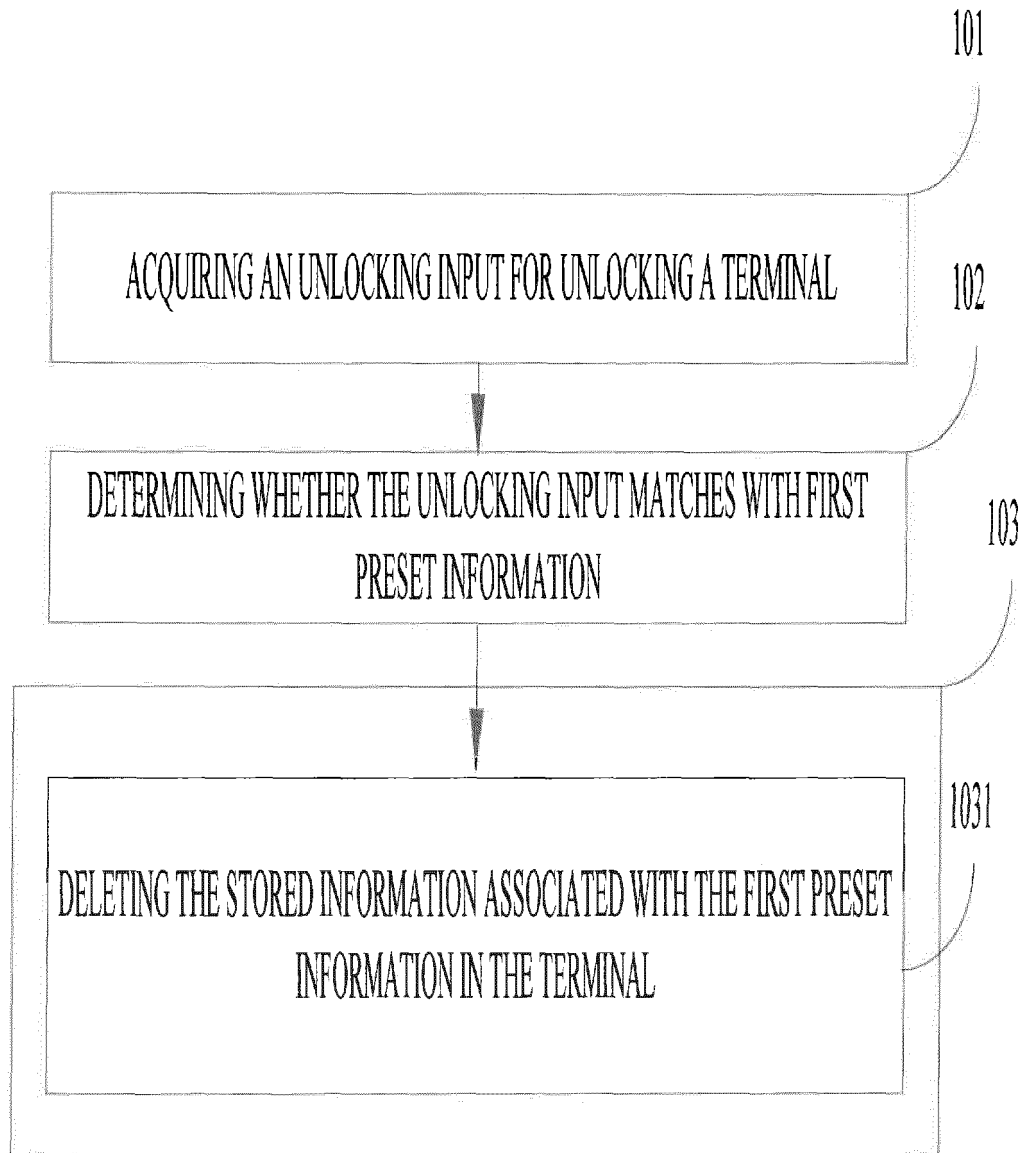 101
ACQUIRING AN UNLOCKING INPUT FOR UNLOCKING A TERMINAL
102
DETERMINING WHETHER THE UNLOCKING INPUT MATCHES WITH FIRST
PRESET INFORMATION
103
1031
DELETING THE STORED INFORMATION ASSOCIATED WITH THE FIRST PRESET
INFORMATION IN THE TERMINAL